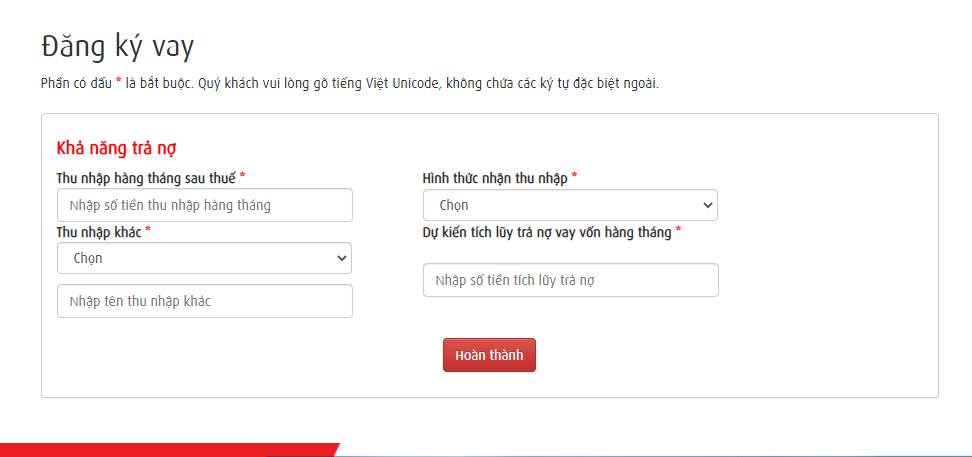 Đăng ký vay
Phần có dấu * là bắt buộc. Quý khách vui lòng gõ tiếng Việt Unicode, không chứa các ký tự đặc biệt ngoài.
Khả năng trả nợ
Thu nhập hàng tháng sau thuế *
Hình thức nhận thu nhập *
Nhập số tiền thu nhập hàng tháng
Chọn
Thu nhập khác *
Dự kiến tích lũy trả nợ vay vốn hàng tháng *
Chọn
Nhập số tiền tích lũy trả nợ
Nhập tên thu nhập khác
Hoàn thành